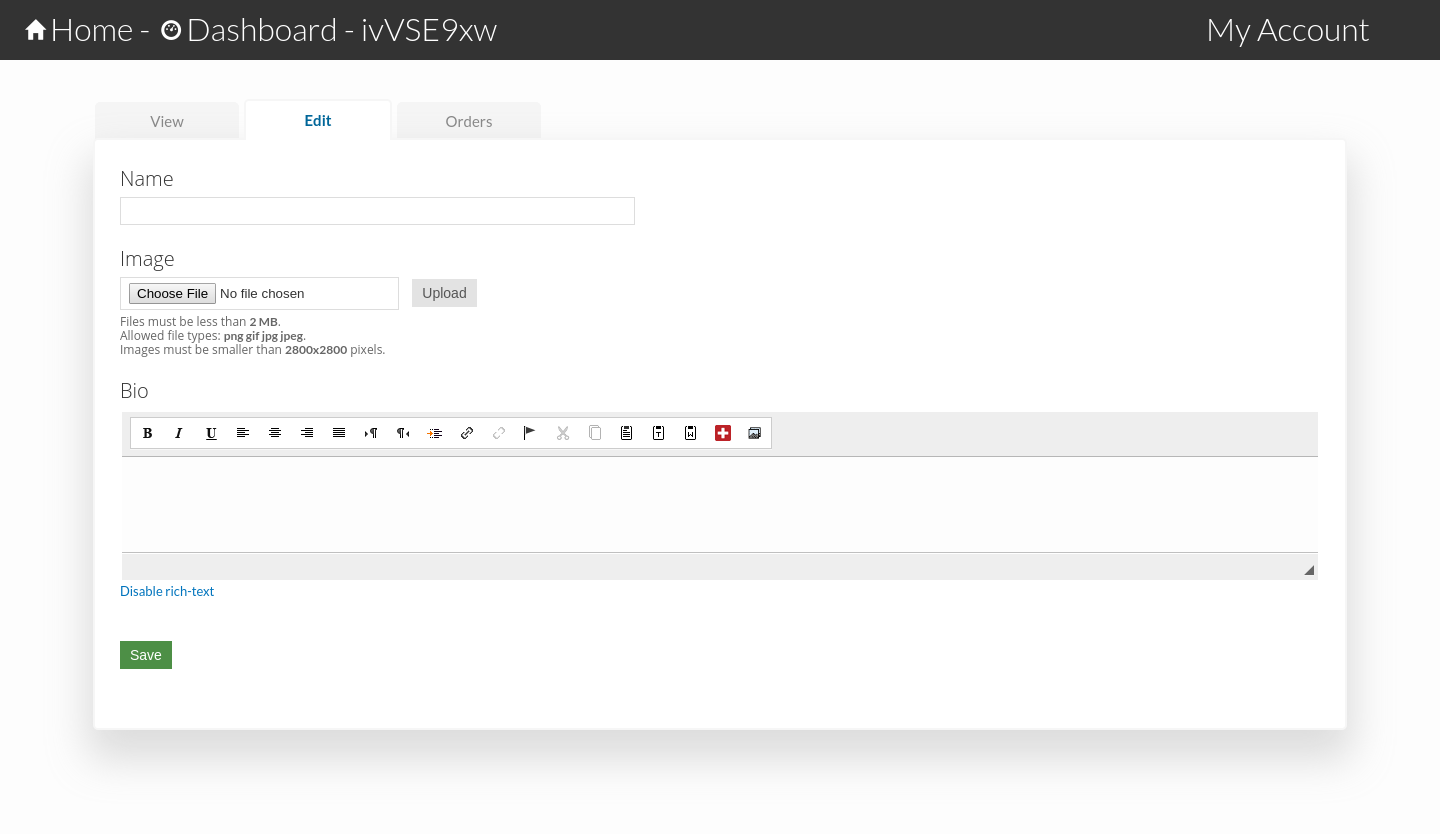 Home - Dashboard - ivVSE9xw My Account
View Edit Orders
Name
Image
Choose File No file chosen Upload
Files must be less than 2 MB.
Allowed file types: png gif jpg jpeg.
Images must be smaller than 2800x2800 pixels.
Bio
B I U
Disable rich-text
Save